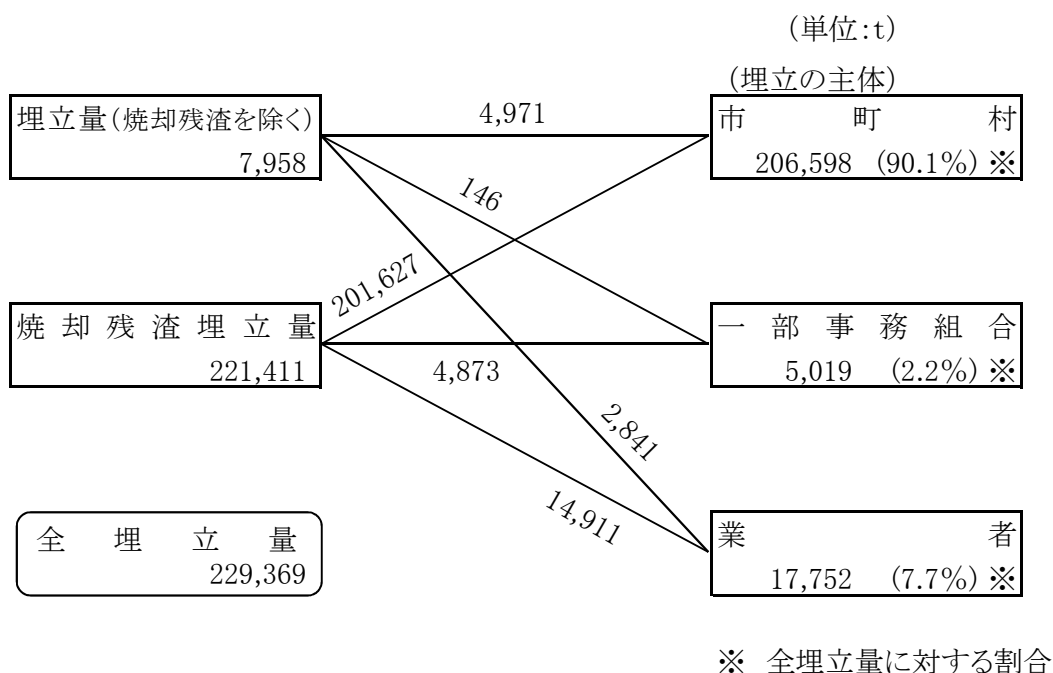 (単位:t)
(埋立の主体)
埋立量(焼却残渣を除く)
7,958
4,971
市町村
206,598 (90.1%)※
146
201,627
焼却残渣埋立量
221,411
4,873
一部事務組合
5,019 (2.2%)※
2,841
14,911
全埋立量
229,369
業者
17,752 (7.7%)※
※ 全埋立量に対する割合